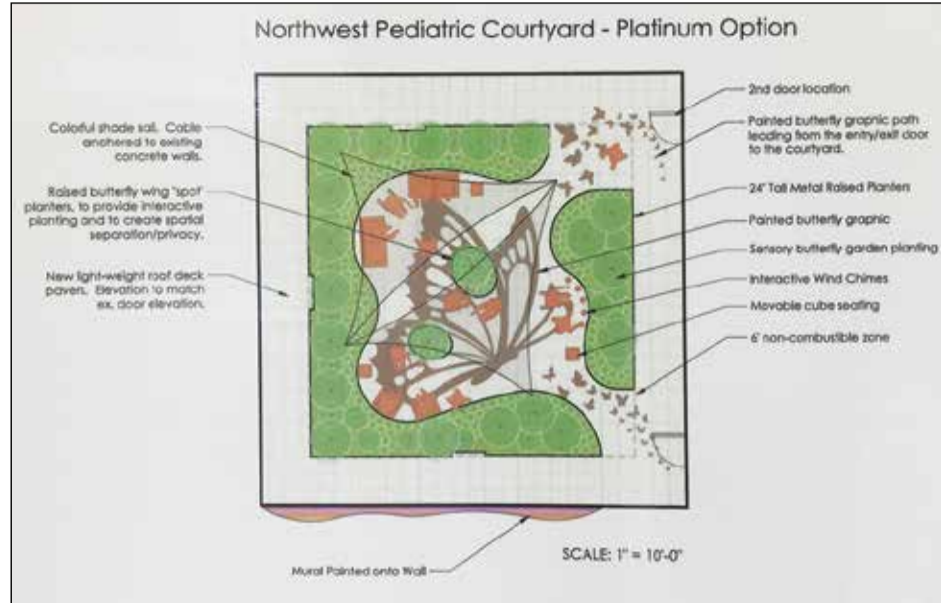 Northwest Pediatric Courtyard - Platinum Option
Colorful shade sail. Cable
anchored to existing
concrete walls.
Raised butterfly wing "spot"
planters, to provide interactive
planting and to create spatial
separation/privacy.
New light-weight roof deck
pavers. Elevation to match
ex. door elevation.
2nd door location
Painted butterfly graphic path
leading from the entry/exit door
to the courtyard.
24" Tall Metal Raised Planters
Painted butterfly graphic
Sensory butterfly garden planting
Interactive Wind Chimes
Movable cube seating
6' non-combustible zone
Mural Painted onto Wall
SCALE: 1" = 10'-0"